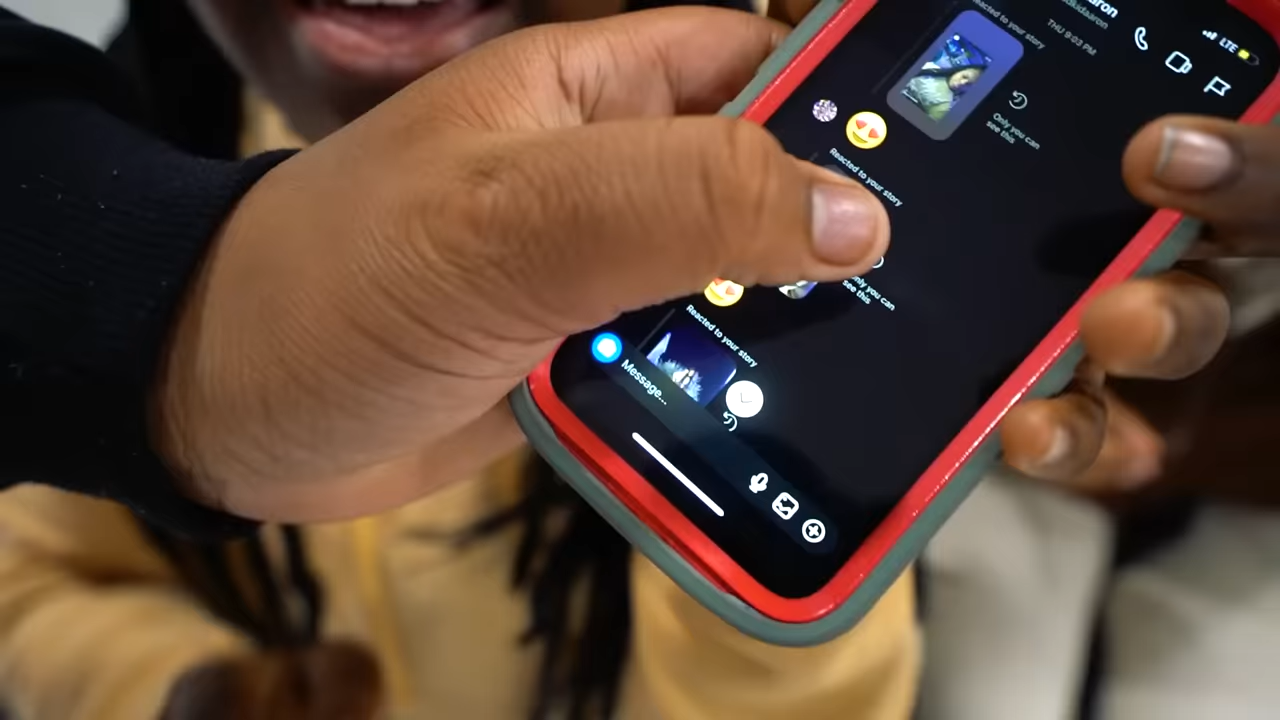 LTE
THU 9:03 PM
Reacted to your story
Only you can
see this
Reacted to your story
Only you can
see this
Reacted to your story
Message...